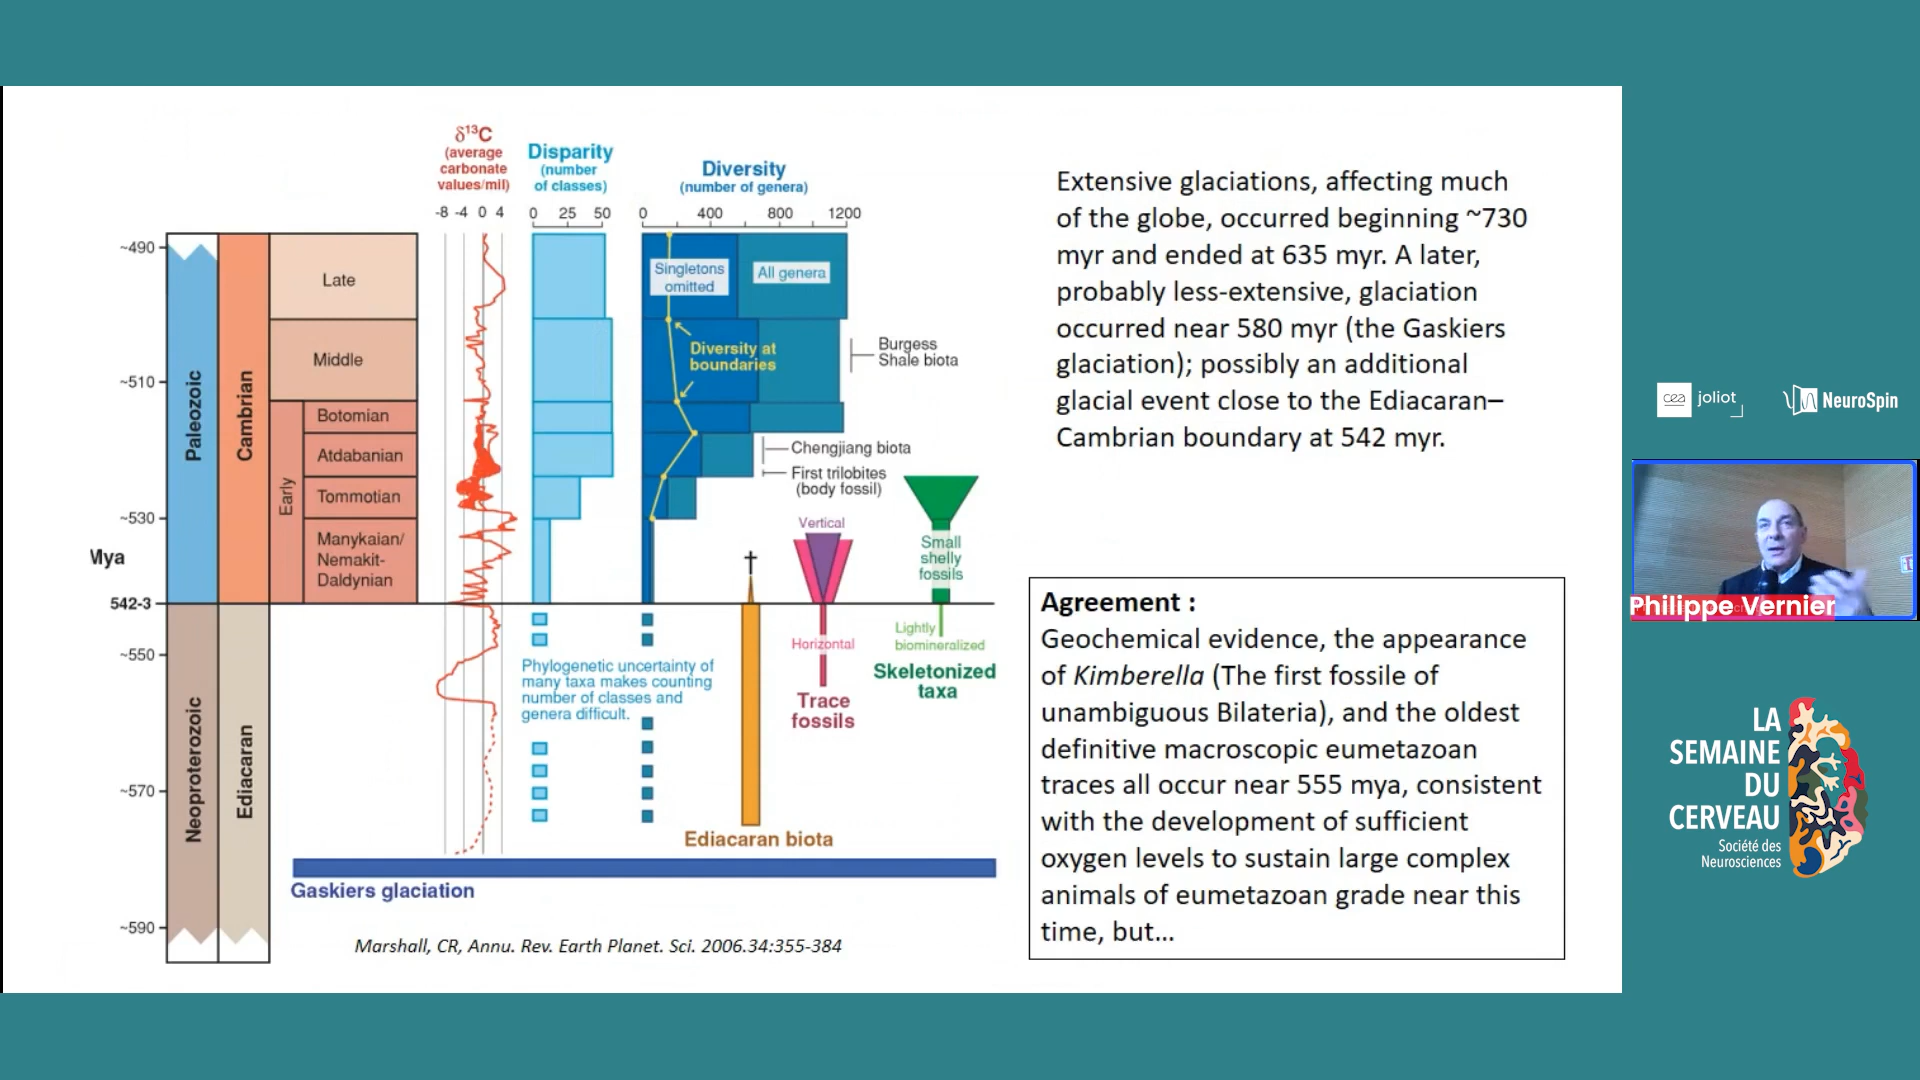 δ13C
(average
carbonate
values/mil)
-8 -4 0 4
Disparity
(number
of classes)
0 25 50
Diversity
(number of genera)
0 400 800 1200
~490
~510
~530
Mya
542-3
~550
~570
~590
Paleozoic
Neoproterozoic
Cambrian
Ediacaran
Early
Late
Middle
Botomian
Atdabanian
Tommotian
Manykaian/
Nemakit-
Daldynian
Singletons
omitted
All genera
Diversity at
boundaries
Burgess
Shale biota
Chengjiang biota
First trilobites
(body fossil)
Vertical
Horizontal
Trace
fossils
Small
shelly
fossils
Lightly
biomineralized
Skeletonized
taxa
Phylogenetic uncertainty of
many taxa makes counting
number of classes and
genera difficult.
Ediacaran biota
Gaskiers glaciation
Marshall, CR, Annu. Rev. Earth Planet. Sci. 2006.34:355-384
Extensive glaciations, affecting much
of the globe, occurred beginning ~730
myr and ended at 635 myr. A later,
probably less-extensive, glaciation
occurred near 580 myr (the Gaskiers
glaciation); possibly an additional
glacial event close to the Ediacaran–
Cambrian boundary at 542 myr.
Agreement :
Geochemical evidence, the appearance
of Kimberella (The first fossile of
unambiguous Bilateria), and the oldest
definitive macroscopic eumetazoan
traces all occur near 555 mya, consistent
with the development of sufficient
oxygen levels to sustain large complex
animals of eumetazoan grade near this
time, but...
cea joliot
NeuroSpin
Philippe Vernier
LA
SEMAINE
DU
CERVEAU
Société des
Neurosciences